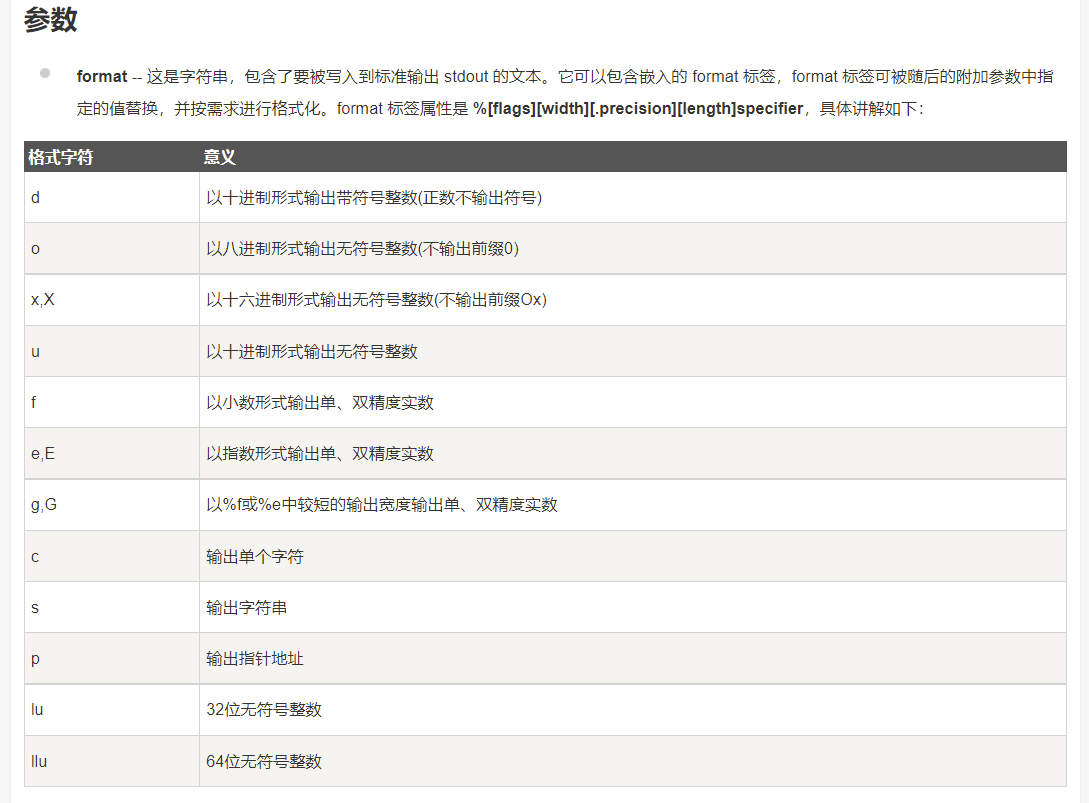 参数
format -- 这是字符串，包含了要被写入到标准输出 stdout 的文本。它可以包含嵌入的 format 标签，format 标签可被随后的附加参数中指
定的值替换，并按需求进行格式化。format 标签属性是 %[flags][width][.precision][length]specifier，具体讲解如下：
格式字符 意义
d 以十进制形式输出带符号整数(正数不输出符号)
o 以八进制形式输出无符号整数(不输出前缀0)
x,X 以十六进制形式输出无符号整数(不输出前缀Ox)
u 以十进制形式输出无符号整数
f 以小数形式输出单、双精度实数
e,E 以指数形式输出单、双精度实数
g,G 以%f或%e中较短的输出宽度输出单、双精度实数
c 输出单个字符
s 输出字符串
p 输出指针地址
lu 32位无符号整数
llu 64位无符号整数